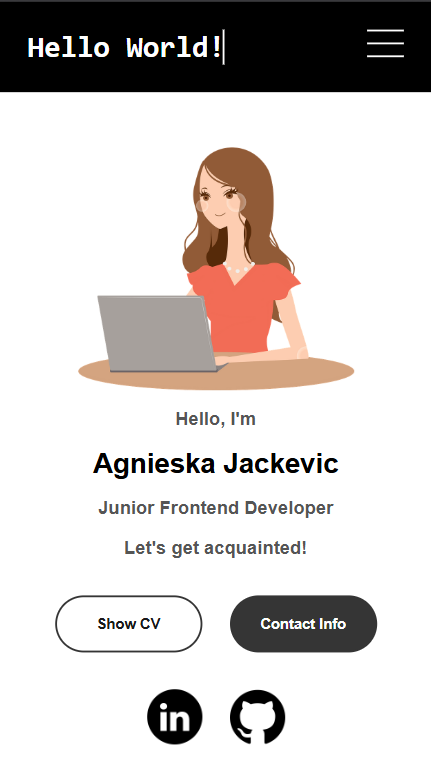 Hello World!
Hello, I'm
Agnieska Jackevic
Junior Frontend Developer
Let's get acquainted!
Show CV
Contact Info
in